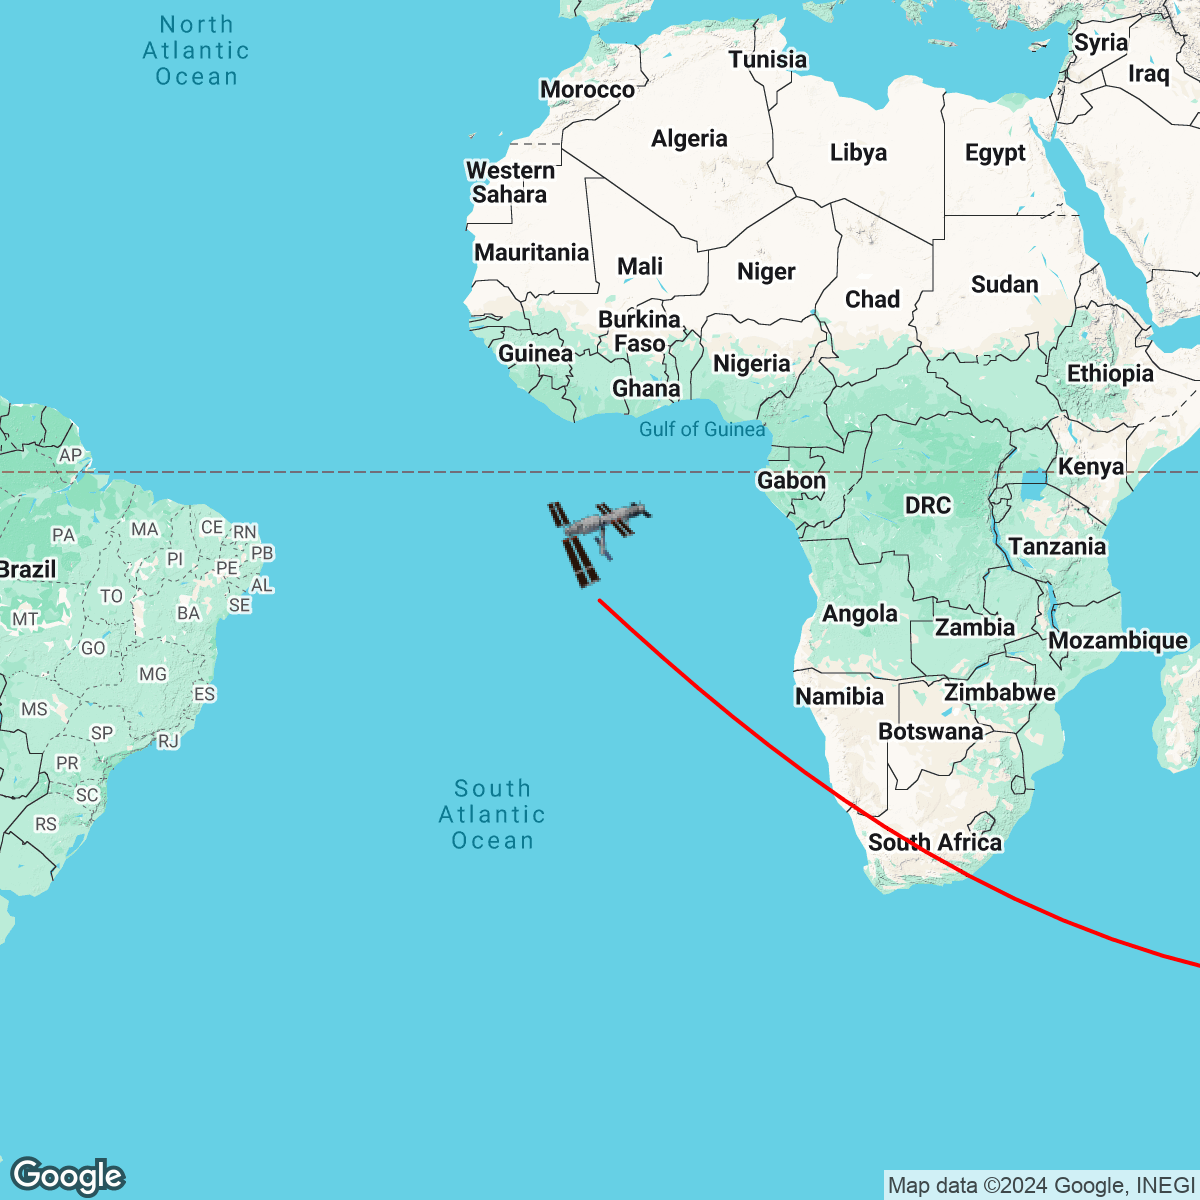 North
Atlantic
Ocean
Syria
Tunisia
Iraq
Morocco
Algeria
Libya
Egypt
Western
Sahara
Mauritania
Mali
Niger
Chad
Sudan
Burkina
Faso
Guinea
Nigeria
Ethiopia
Ghana
Gulf of Guinea
AP
Kenya
Gabon
DRC
PA
MA
CE
RN
PB
Tanzania
PI
PE
Brazil
AL
TO
SE
BA
MT
Angola
Zambia
Mozambique
GO
MG
ES
Namibia
Zimbabwe
MS
SP
RJ
Botswana
PR
SC
South
Atlantic
Ocean
RS
South Africa
Google
Map data ©2024 Google, INEGI